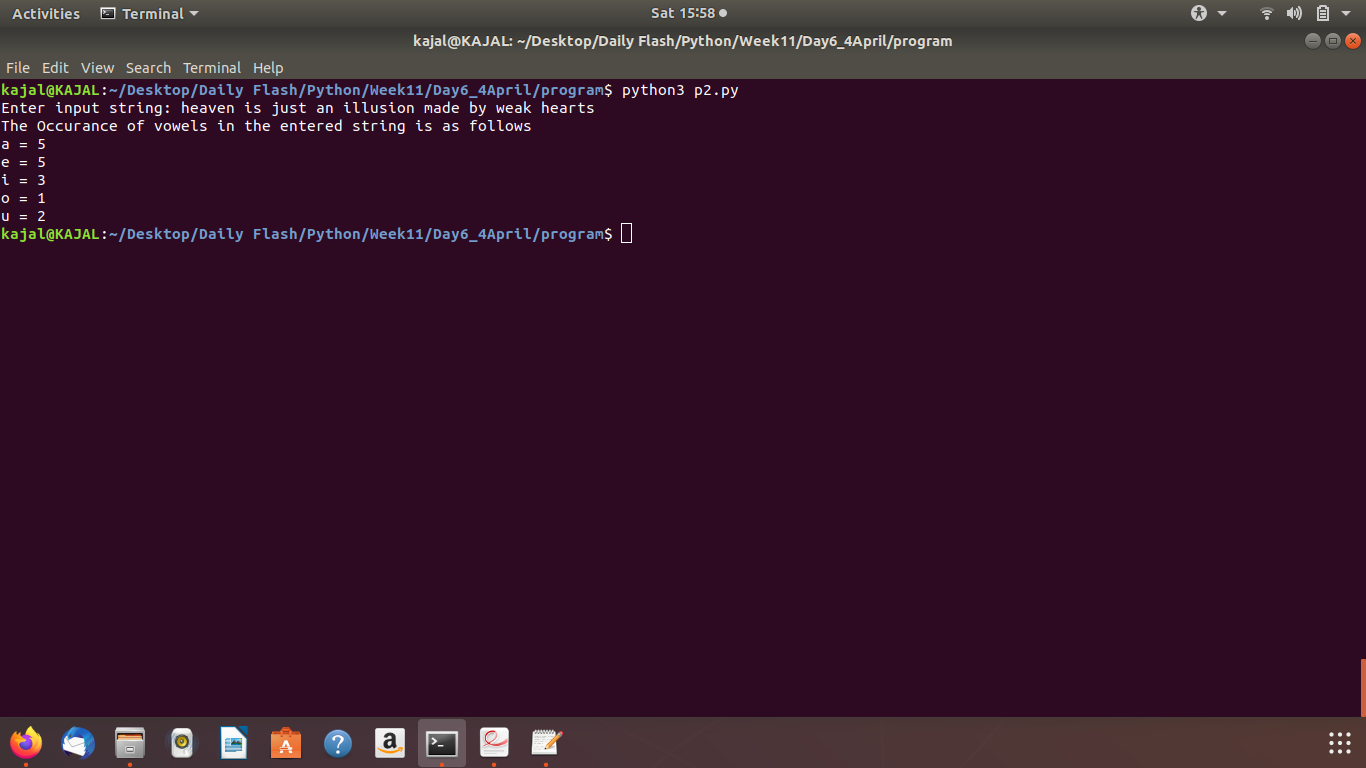 Activities Terminal Sat 15:58
kajal@KAJAL: ~/Desktop/Daily Flash/Python/Week11/Day6_4April/program
File Edit View Search Terminal Help
kajal@KAJAL:~/Desktop/Daily Flash/Python/Week11/Day6_4April/program$ python3 p2.py
Enter input string: heaven is just an illusion made by weak hearts
The Occurance of vowels in the entered string is as follows
a = 5
e = 5
i = 3
o = 1
u = 2
kajal@KAJAL:~/Desktop/Daily Flash/Python/Week11/Day6_4April/program$